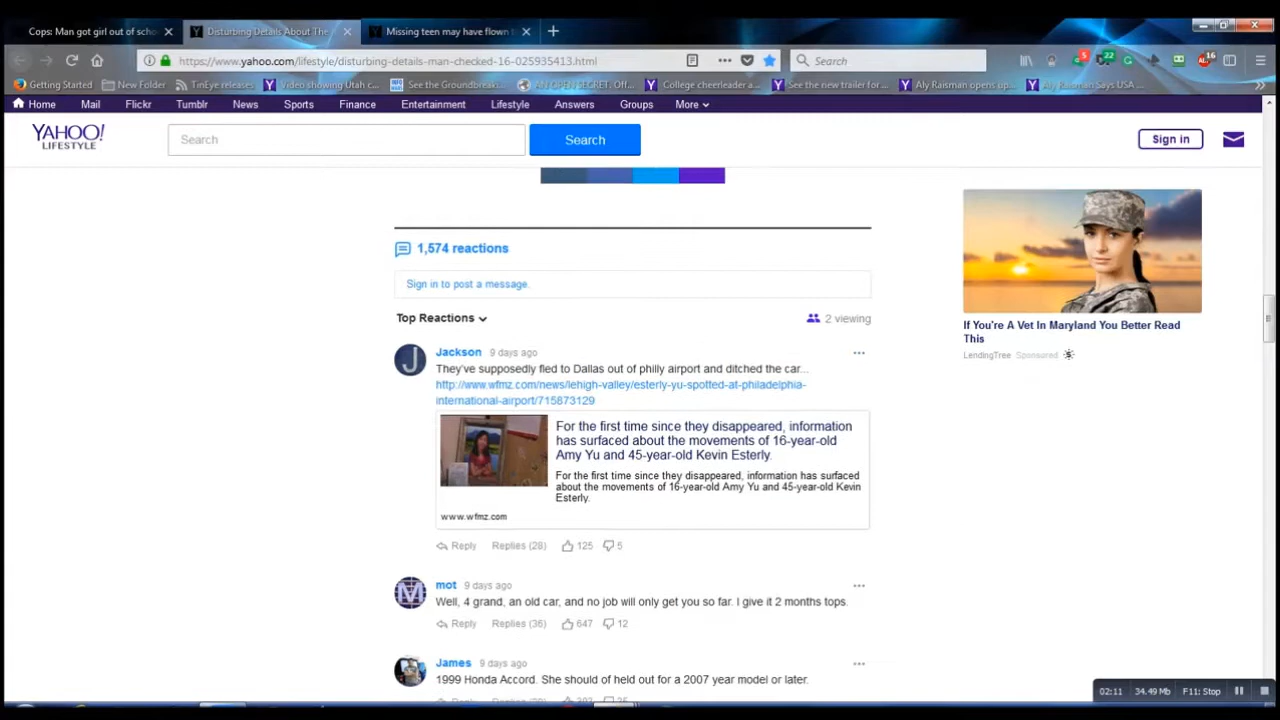 Cops: Man got girl out of scho
Disturbing Details About The
Missing teen may have flown
https://www.yahoo.com/lifestyle/disturbing-details-man-checked-16-025935413.html
Search
5
22
16
Getting Started
New Folder
TinEye releases
Video showing Utah c...
See the Groundbreaki...
AN OPEN SECRET. Off...
College cheerleader a...
See the new trailer for...
Aly Raisman opens up...
Aly Raisman Says USA ...
Home
Mail
Flickr
Tumblr
News
Sports
Finance
Entertainment
Lifestyle
Answers
Groups
More
YAHOO!
LIFESTYLE
Search
Search
Sign in
1,574 reactions
Sign in to post a message.
Top Reactions
2 viewing
Jackson 9 days ago
They've supposedly fled to Dallas out of philly airport and ditched the car...
http://www.wfmz.com/news/lehigh-valley/esterly-yu-spotted-at-philadelphia-
international-airport/715873129
For the first time since they disappeared, information
has surfaced about the movements of 16-year-old
Amy Yu and 45-year-old Kevin Esterly.
For the first time since they disappeared, information has surfaced
about the movements of 16-year-old Amy Yu and 45-year-old Kevin
Esterly.
www.wfmz.com
Reply Replies (28) 125 5
mot 9 days ago
Well, 4 grand, an old car, and no job will only get you so far. I give it 2 months tops.
Reply Replies (36) 647 12
James 9 days ago
1999 Honda Accord. She should of held out for a 2007 year model or later.
If You're A Vet In Maryland You Better Read
This
LendingTree Sponsored
02:11 34.49 Mb F11: Stop